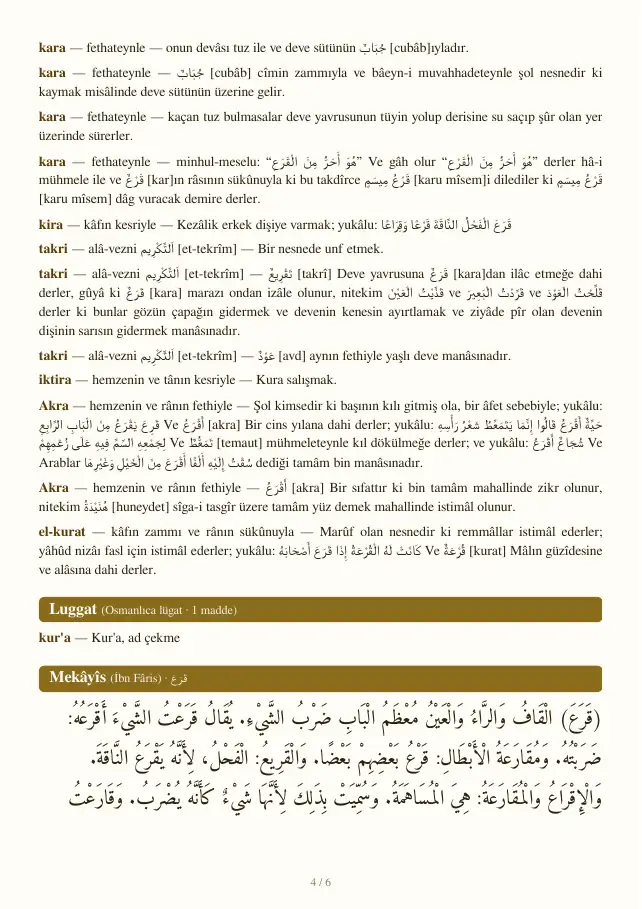 kara — fethateynle — onun devâsı tuz ile ve deve sütünün جُبَابٌ [cubâb]ıyladır.
kara — fethateynle — جُبَابٌ [cubâb] cîmin zammıyla ve bâeyn-i muvahhadeteynle şol nesnedir ki
kaymak misâlinde deve sütünün üzerine gelir.
kara — fethateynle — kaçan tuz bulmasalar deve yavrusunun tüyin yolup derisine su saçıp şûr olan yer
üzerinde sürerler.
kara — fethateynle — minhul-meselu: “هُوَ أَحَرُّ مِنَ الْقَرَعِ” Ve gâh olur “هُوَ أَحَرُّ مِنَ الْقَرْعِ” derler hâ-i
mühmele ile ve قَرْعٌ [kar]ın râsının sükûnuyla ki bu takdîrce قَرْعُ مِيسَمٍ [karu mîsem]i dilediler ki قَرْعُ مِيسَمٍ
[karu mîsem] dâg vuracak demire derler.
kira — kâfın kesriyle — Kezâlik erkek dişiye varmak; yukâlu: قَرَعَ الْفَحْلُ النَّاقَةَ قَرْعًا وَقِرَاعًا
takri — alâ-vezni اَلتَّكْرِيم [et-tekrîm] — Bir nesnede unf etmek.
takri — alâ-vezni اَلتَّكْرِيم [et-tekrîm] — تَقْرِيعٌ [takrî] Deve yavrusuna قَرَعٌ [kara]dan ilâc etmeğe dahi
derler, gûyâ ki قَرَعٌ [kara] marazı ondan izâle olunur, nitekim قَذَّيْتُ الْعَيْنَ ve قَرَّدْتُ الْبَعِيرَ ve قَلَّحْتُ الْعَوْدَ
derler ki bunlar gözün çapağın gidermek ve devenin kenesin ayırtlamak ve ziyâde pîr olan devenin
dişinin sarısın gidermek manâsınadır.
takri — alâ-vezni اَلتَّكْرِيم [et-tekrîm] — عَوْدٌ [avd] aynın fethiyle yaşlı deve manâsınadır.
iktira — hemzenin ve tânın kesriyle — Kura salışmak.
Akra — hemzenin ve rânın fethiyle — Şol kimsedir ki başının kılı gitmiş ola, bir âfet sebebiyle; yukâlu:
قَرِعَ يَقْرَعُ مِنَ الْبَابِ الرَّابِعِ Ve أَقْرَعُ [akra] Bir cins yılana dahi derler; yukâlu: حَيَّةٌ أَقْرَعُ قَالُوا إِنَّمَا يَتَمَعَّطُ شَعْرُ رَأْسِهِ
لِجَمْعِهِ السَّمَّ فِيهِ عَلَى زَعْمِهِمْ Ve تَمَعُّطٌ [temaut] mühmeleteynle kıl dökülmeğe derler; ve yukâlu: شُجَاعٌ أَقْرَعُ Ve
Arablar سُقْتُ إِلَيْهِ أَلْفًا أَقْرَعَ مِنَ الْخَيْلِ وَغَيْرِهَا dediği tamâm bin manâsınadır.
Akra — hemzenin ve rânın fethiyle — أَقْرَعُ [akra] Bir sıfattır ki bin tamâm mahallinde zikr olunur,
nitekim هُنَيْدَةُ [huneydet] sîga-i tasgîr üzere tamâm yüz demek mahallinde istimâl olunur.
el-kurat — kâfın zammı ve rânın sükûnuyla — Marûf olan nesnedir ki remmâllar istimâl ederler;
yâhûd nizâı fasl için istimâl ederler; yukâlu: كَانَتْ لَهُ الْقُرْعَةُ إِذَا قَرَعَ أَصْحَابَهُ Ve قُرْعَةٌ [kurat] Mâlın güzîdesine
ve alâsına dahi derler.
Luggat (Osmanlıca lügat · 1 madde)
kur'a — Kur'a, ad çekme
Mekâyîs (İbn Fâris) · قرع
(قَرَعَ) الْقَافُ وَالرَّاءُ وَالْعَيْنُ مُعْظَمُ الْبَابِ ضَرْبُ الشَّيْءِ. يُقَالُ قَرَعْتُ الشَّيْءَ أَقْرَعُهُ:
ضَرَبْتُهُ. وَمُقَارَعَةُ الْأَبْطَالِ: قَرْعُ بَعْضِهِمْ بَعْضًا. وَالْقَرِيعُ: الْفَحْلُ، لِأَنَّهُ يَقْرَعُ النَّاقَةَ.
وَالْإِقْرَاعُ وَالْمُقَارَعَةُ: هِيَ الْمُسَاهَمَةُ. وَسُمِّيَتْ بِذَلِكَ لِأَنَّهَا شَيْءٌ كَأَنَّهُ يُضْرَبُ. وَقَارَعْتُ
4 / 6